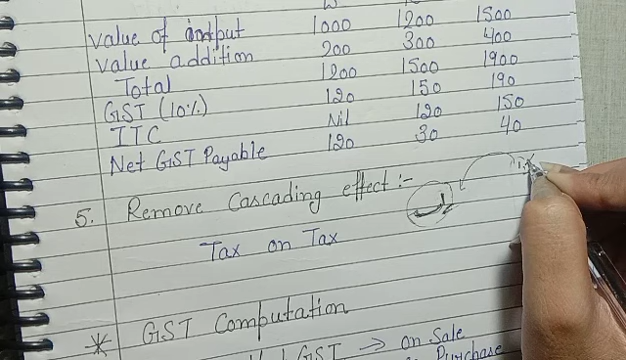 Value of input 1000 1200 1500
Value addition 200 300 400
Total 1200 1500 1900
GST (10%) 120 150 190
ITC Nil 120 150
Net GST Payable 120 30 40
5. Remove Cascading effect :-
Tax on Tax
* GST Computation
GST → on Sale
Purchase